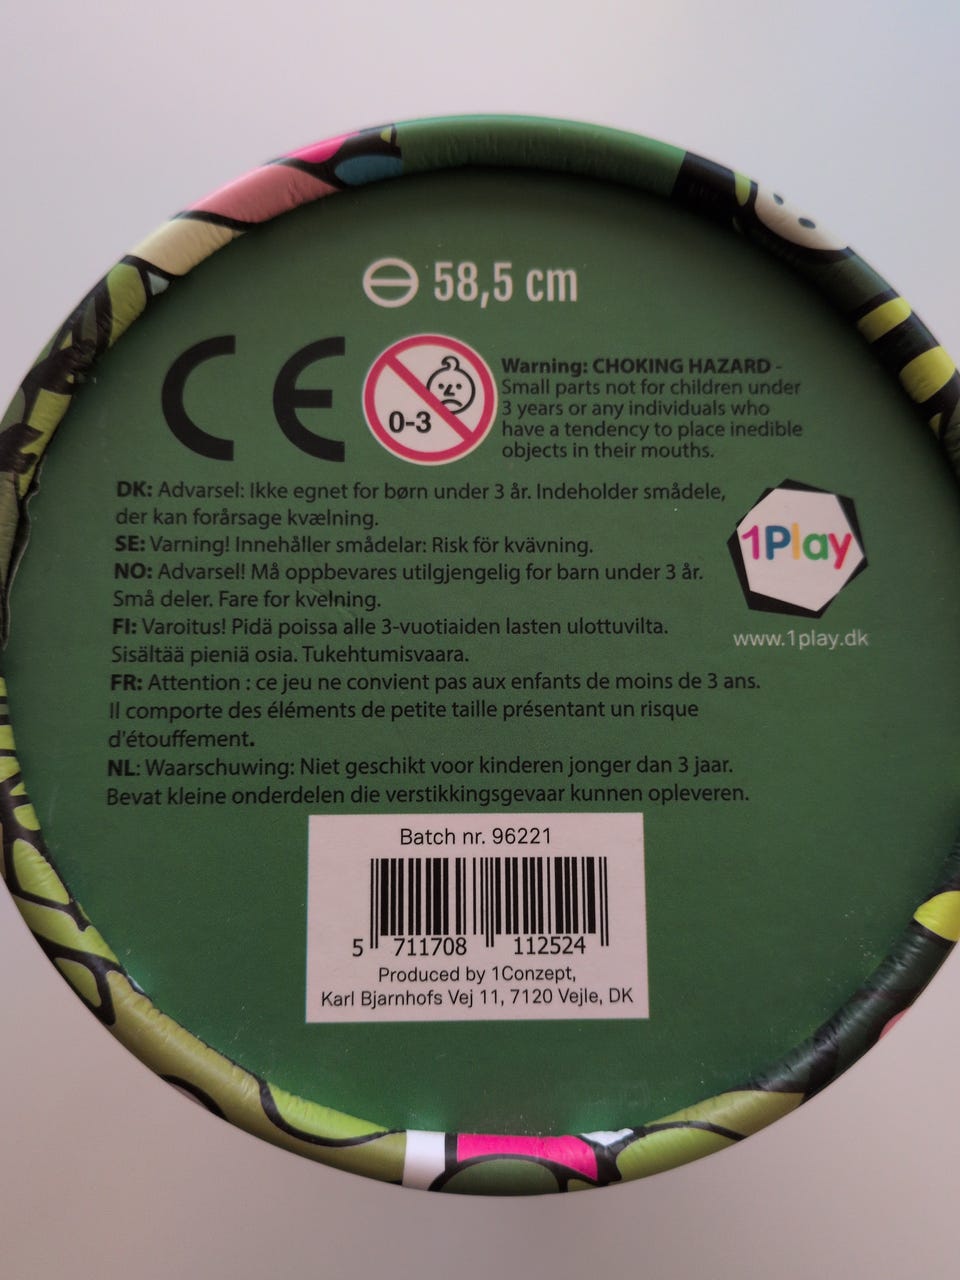 58,5 cm
CE
0-3
Warning: CHOKING HAZARD -
Small parts not for children under
3 years or any individuals who
have a tendency to place inedible
objects in their mouths.
DK: Advarsel: Ikke egnet for børn under 3 år. Indeholder smådele,
der kan forårsage kvælning.
SE: Varning! Innehåller smådelar: Risk för kvävning.
NO: Advarsel! Må oppbevares utilgjengelig for barn under 3 år.
Små deler. Fare for kvelning.
FI: Varoitus! Pidä poissa alle 3-vuotiaiden lasten ulottuvilta.
Sisältää pieniä osia. Tukehtumisvaara.
FR: Attention : ce jeu ne convient pas aux enfants de moins de 3 ans.
Il comporte des éléments de petite taille présentant un risque
d'étouffement.
NL: Waarschuwing: Niet geschikt voor kinderen jonger dan 3 jaar.
Bevat kleine onderdelen die verstikkingsgevaar kunnen opleveren.
1Play
www.1play.dk
Batch nr. 96221
5 711708 112524
Produced by 1Conzept,
Karl Bjarnhofs Vej 11, 7120 Vejle, DK